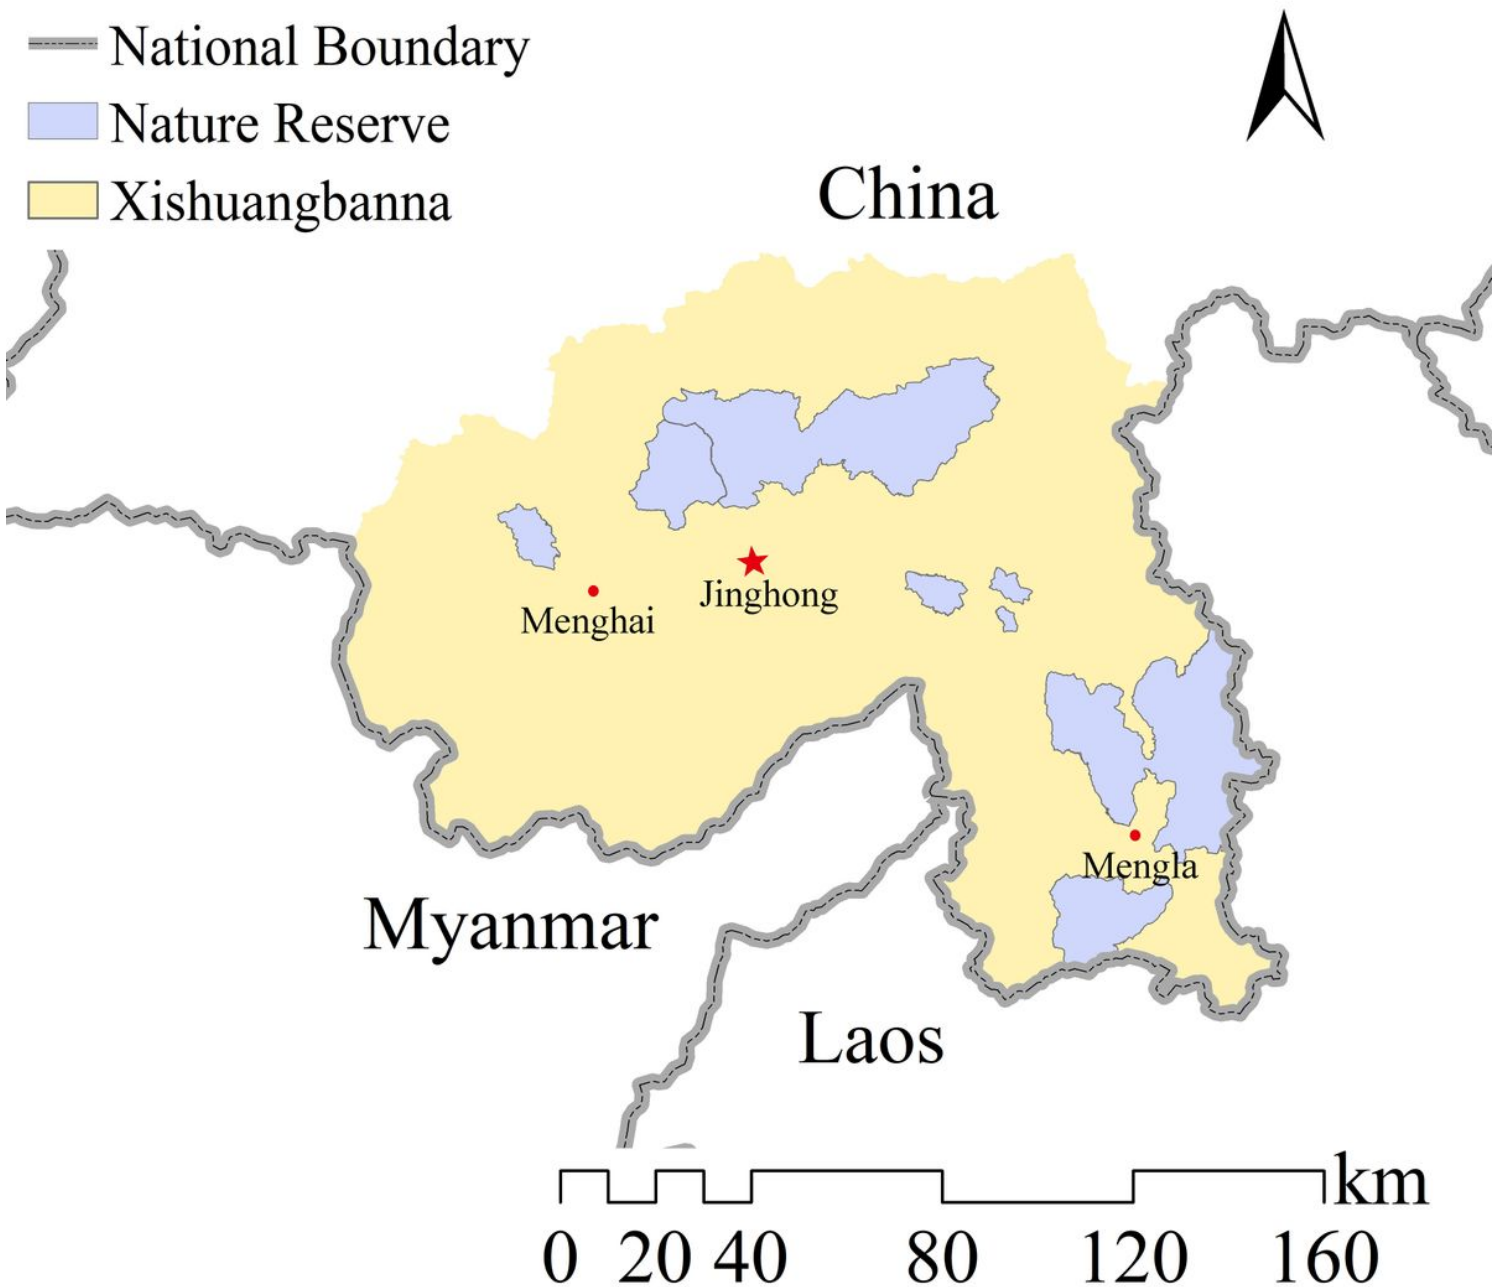 National Boundary
Nature Reserve
Xishuangbanna
China
Jinghong
Menghai
Mengla
Myanmar
Laos
km
0 20 40 80 120 160